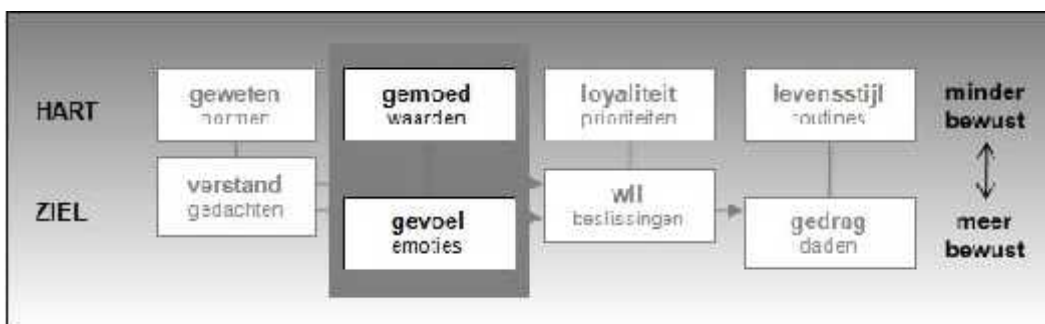 HART
geweten
normen
gemoed
waarden
loyaliteit
prioriteiten
levensstijl
routines
minder
bewust
ZIEL
verstand
gedachten
gevoel
emoties
wil
beslissingen
gedrag
daden
meer
bewust